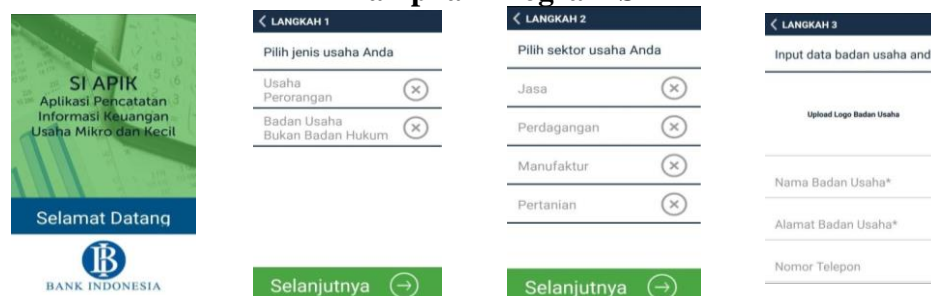 SI APIK
Aplikasi Pencatatan
Informasi Keuangan
Usaha Mikro dan Kecil
Selamat Datang
BANK INDONESIA
LANGKAH 1
Pilih jenis usaha Anda
Usaha
Perorangan
Badan Usaha
Bukan Badan Hukum
Selanjutnya
LANGKAH 2
Pilih sektor usaha Anda
Jasa
Perdagangan
Manufaktur
Pertanian
Selanjutnya
LANGKAH 3
Input data badan usaha and
Upload Logo Badan Usaha
Nama Badan Usaha*
Alamat Badan Usaha*
Nomor Telepon